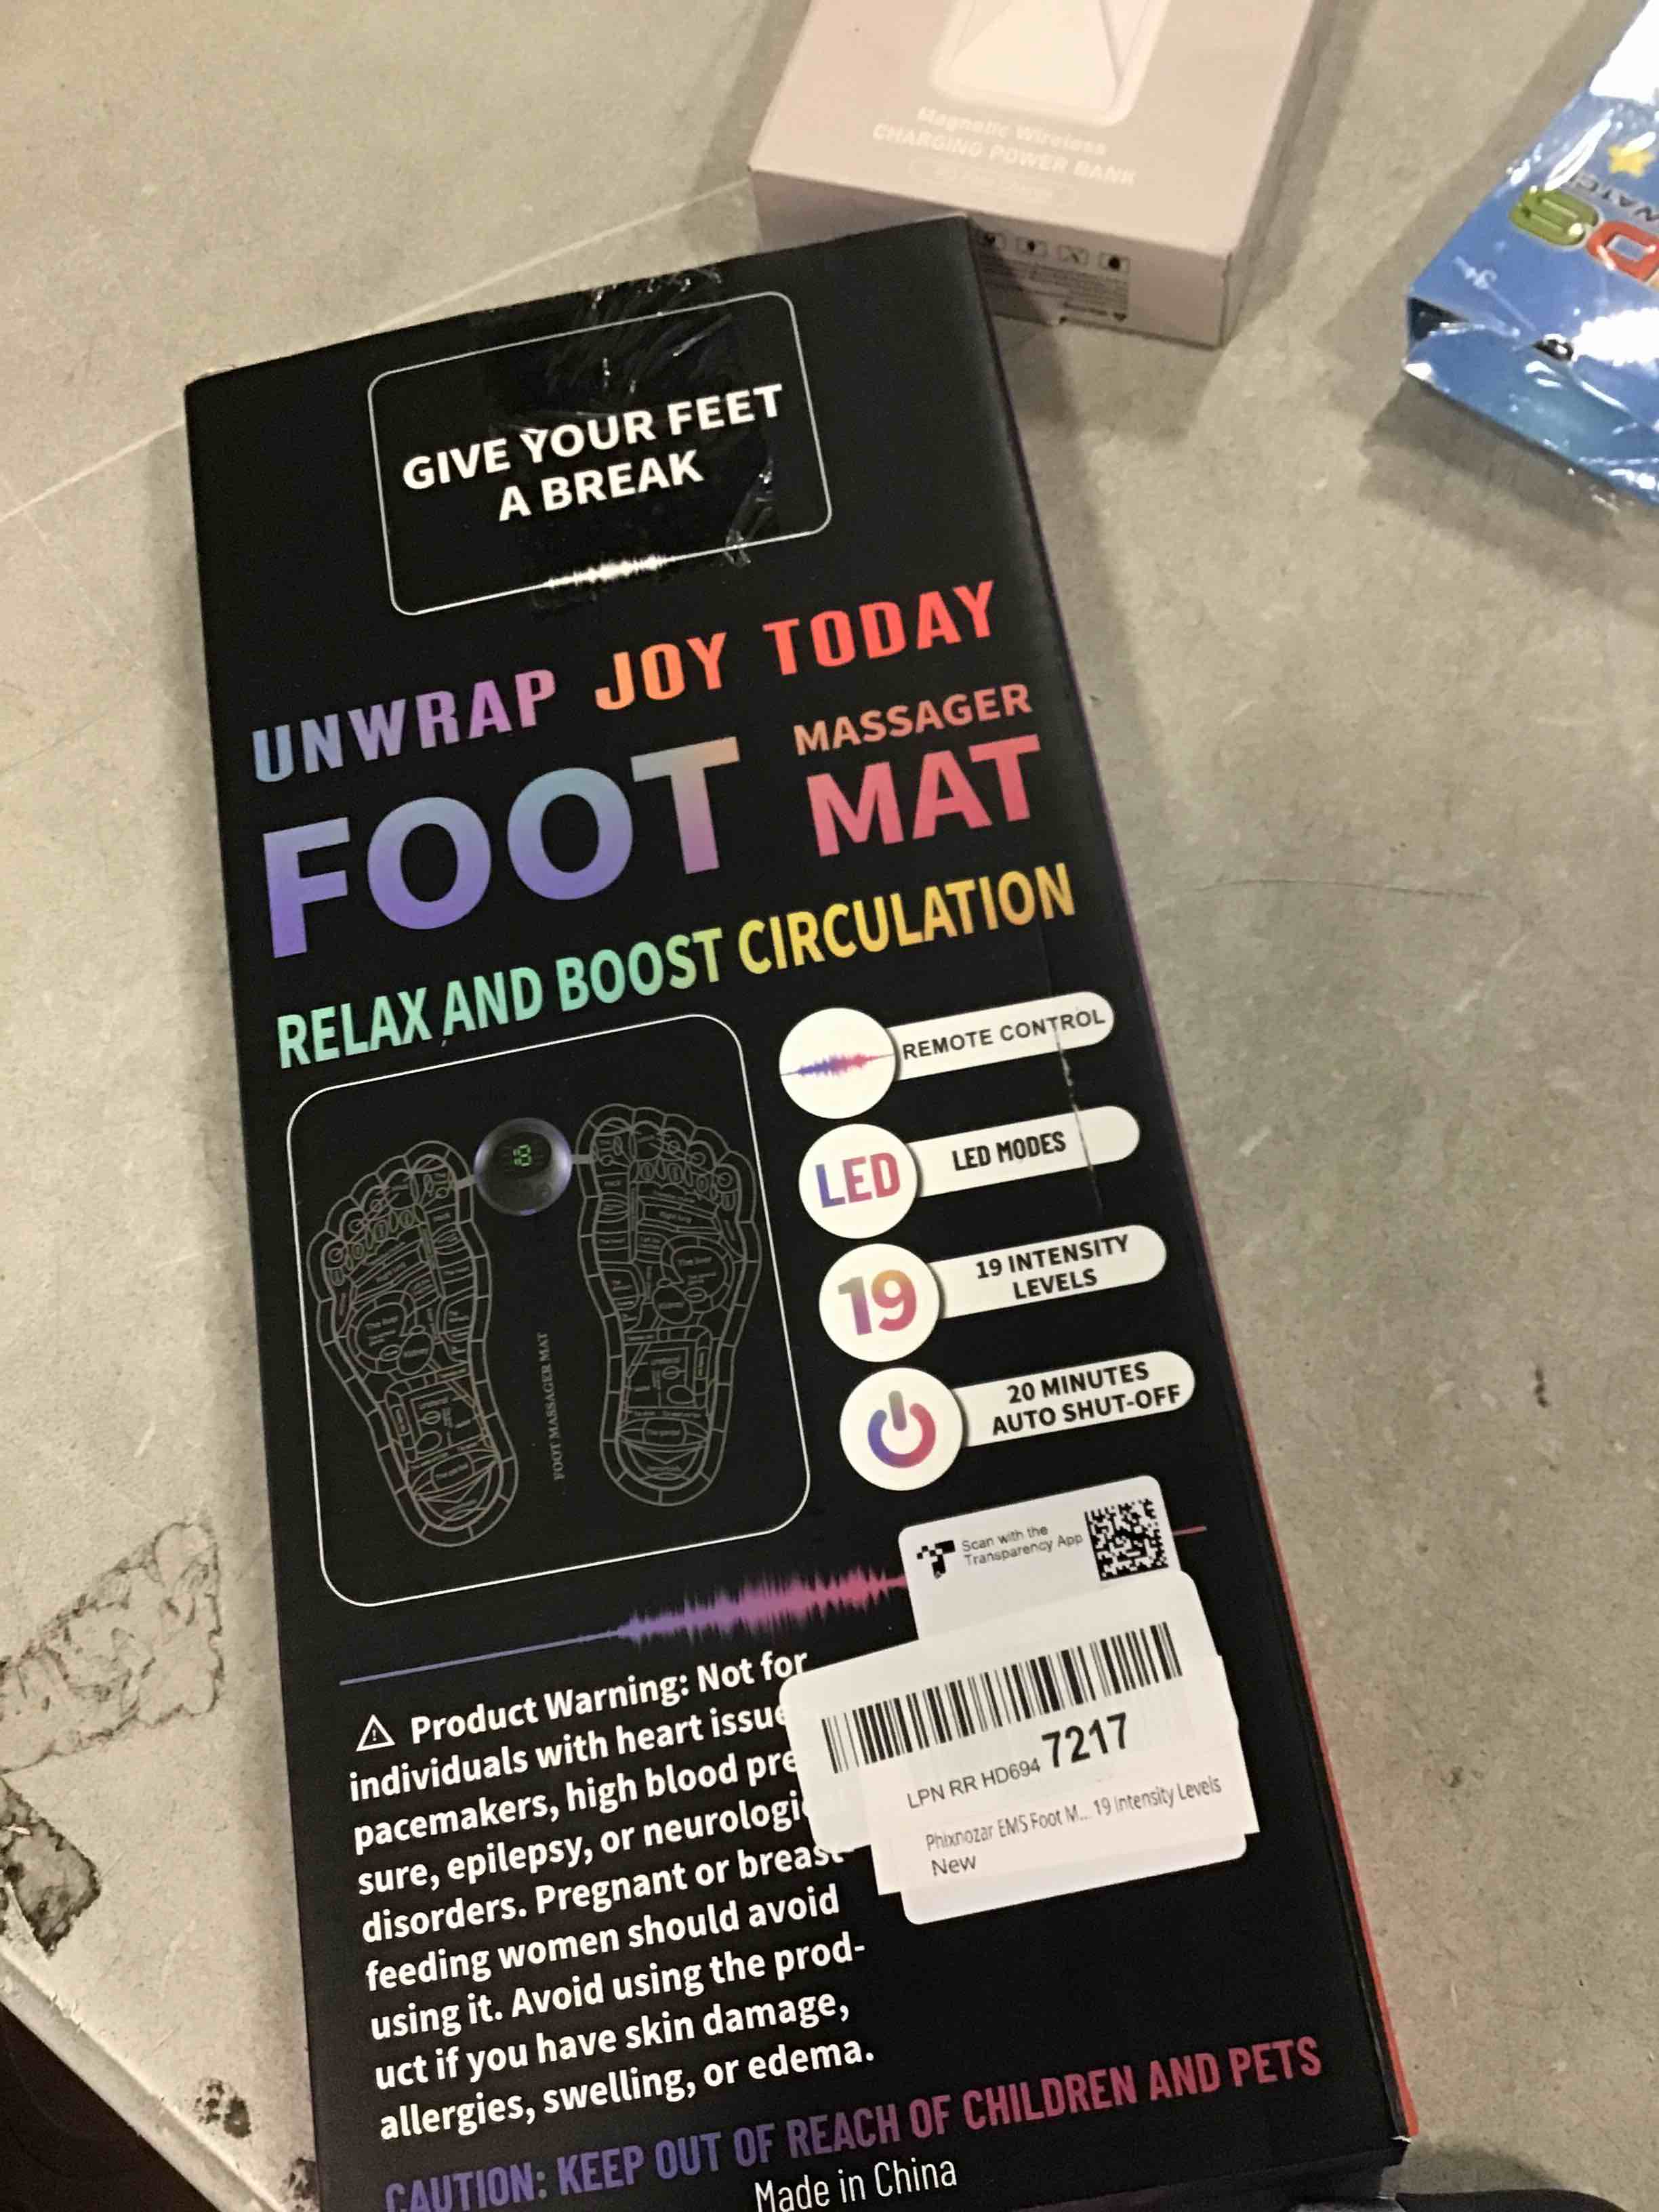 Magnetic Wireless
CHARGING POWER BANK
GIVE YOUR FEET
A BREAK
UNWRAP JOY TODAY
FOOT MASSAGER
MAT
RELAX AND BOOST CIRCULATION
REMOTE CONTROL
LED LED MODES
19 19 INTENSITY
LEVELS
20 MINUTES
AUTO SHUT-OFF
FOOT MASSAGER MAT
Scan with the
Transparency App
Product Warning: Not for
individuals with heart issue
pacemakers, high blood pre
sure, epilepsy, or neurologi
disorders. Pregnant or breast
feeding women should avoid
using it. Avoid using the prod-
uct if you have skin damage,
allergies, swelling, or edema.
LPN RR HD694 7217
Phixnozar EMS Foot M... 19 Intensity Levels
New
CAUTION: KEEP OUT OF REACH OF CHILDREN AND PETS
Made in China